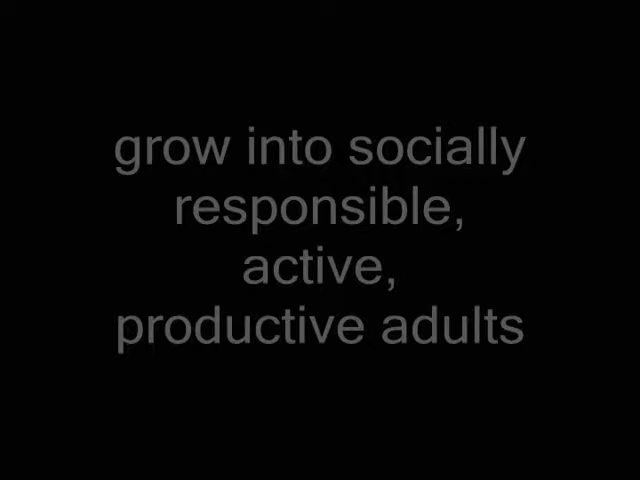 grow into socially
responsible,
active,
productive adults